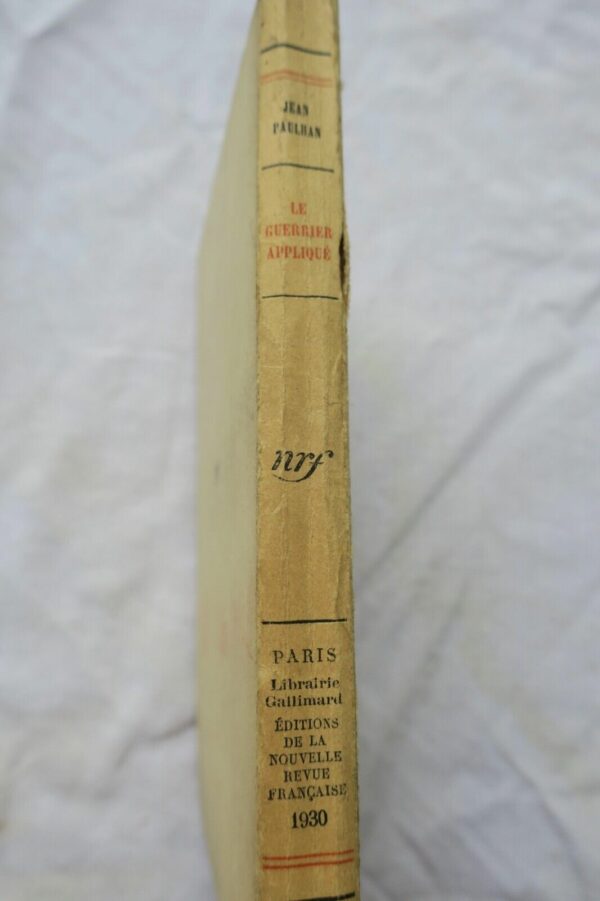 JEAN
PAULHAN
LE
GUERRIER
APPLIQUÉ
nrf
PARIS
Librairie
Gallimard
ÉDITIONS
DE LA
NOUVELLE
REVUE
FRANÇAISE
1930